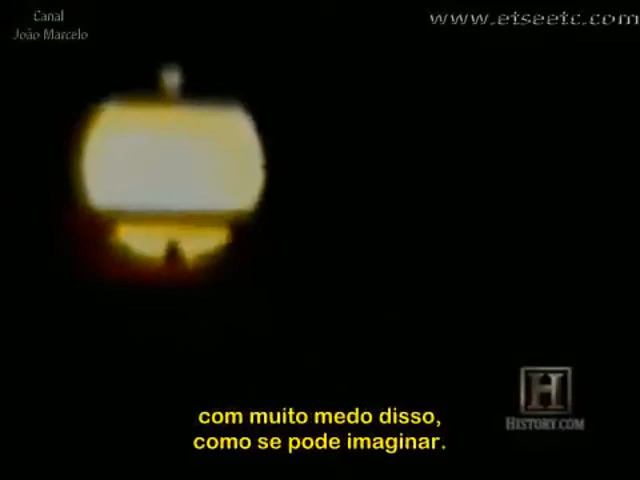 Canal
João Marcelo
www.etseetc.com
H
HISTORY.COM
com muito medo disso,
como se pode imaginar.